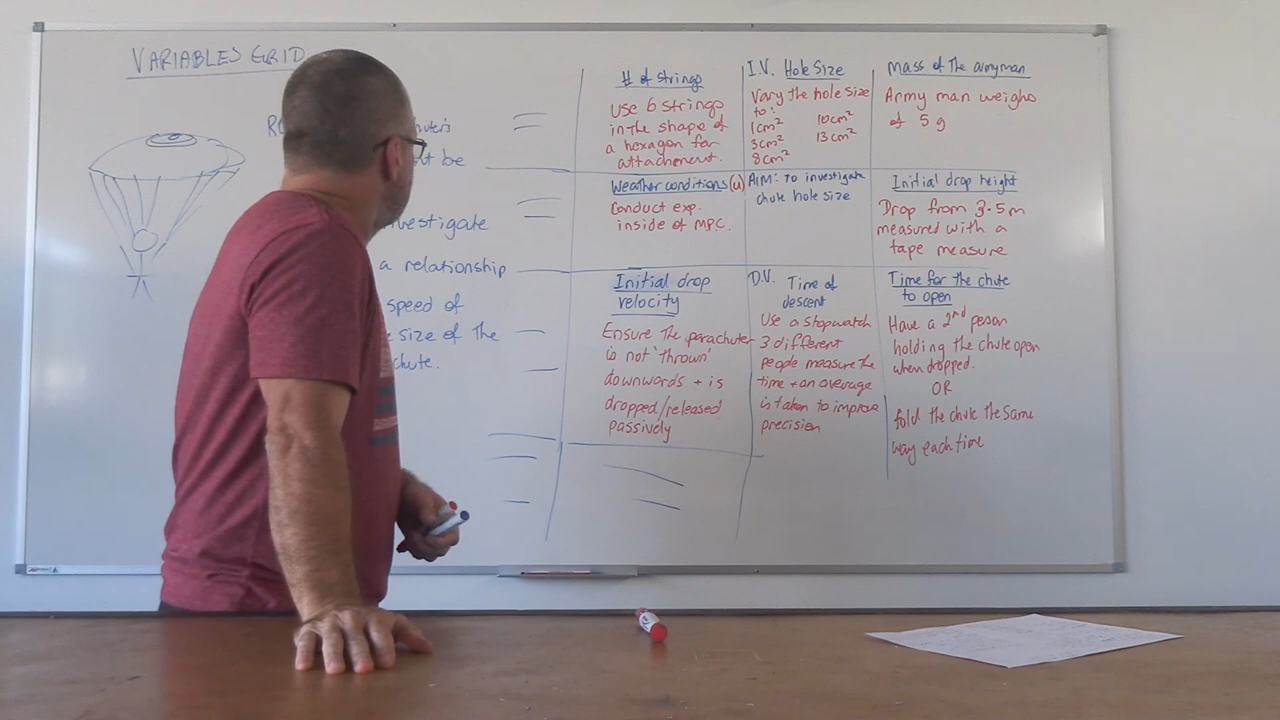 VARIABLES GRID
investigate
a relationship
speed of
size of the
chute.
# of strings
Use 6 strings
in the shape of
a hexagon for
attachment.
I.V. Hole Size
Vary the hole size
to:
1cm² 10cm²
3cm² 13cm²
8cm²
Mass of the armyman
Army man weighs
of 5 g
Weather conditions (u)
Conduct exp.
inside of MPC.
AIM: to investigate
chute hole size
Initial drop height
Drop from 3.5m
measured with a
tape measure
Initial drop
velocity
Ensure the parachuter
is not 'thrown'
downwards + is
dropped/released
passively
D.V. Time of
descent
Use a stopwatch
3 different
people measure the
time + an average
is taken to improve
precision
Time for the chute
to open
Have a 2nd person
holding the chute open
when dropped.
OR
fold the chute the same
way each time